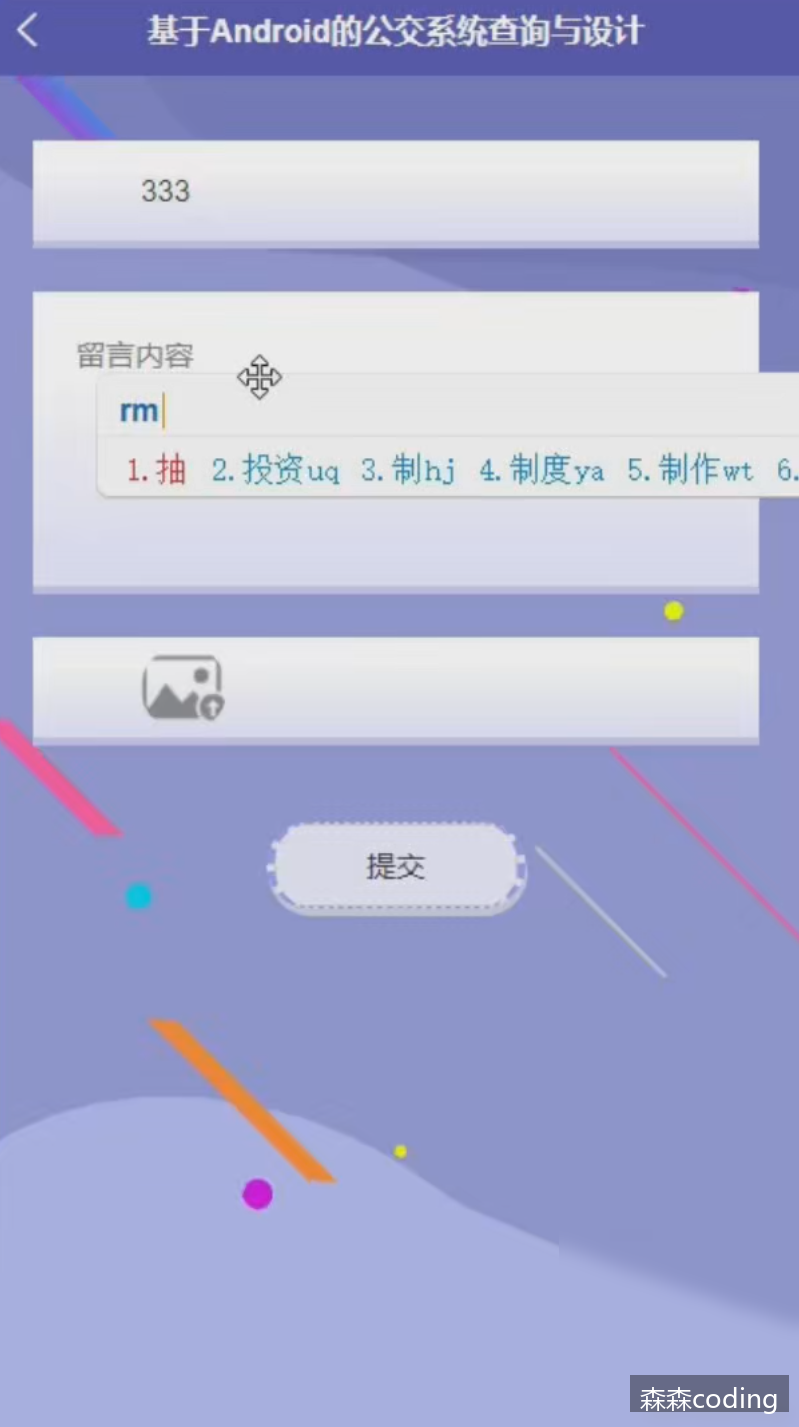 基于Android的公交系统查询与设计
333
留言内容
rm
1.抽 2.投资uq 3.制hj 4.制度ya 5.制作wt 6.
提交
森森coding